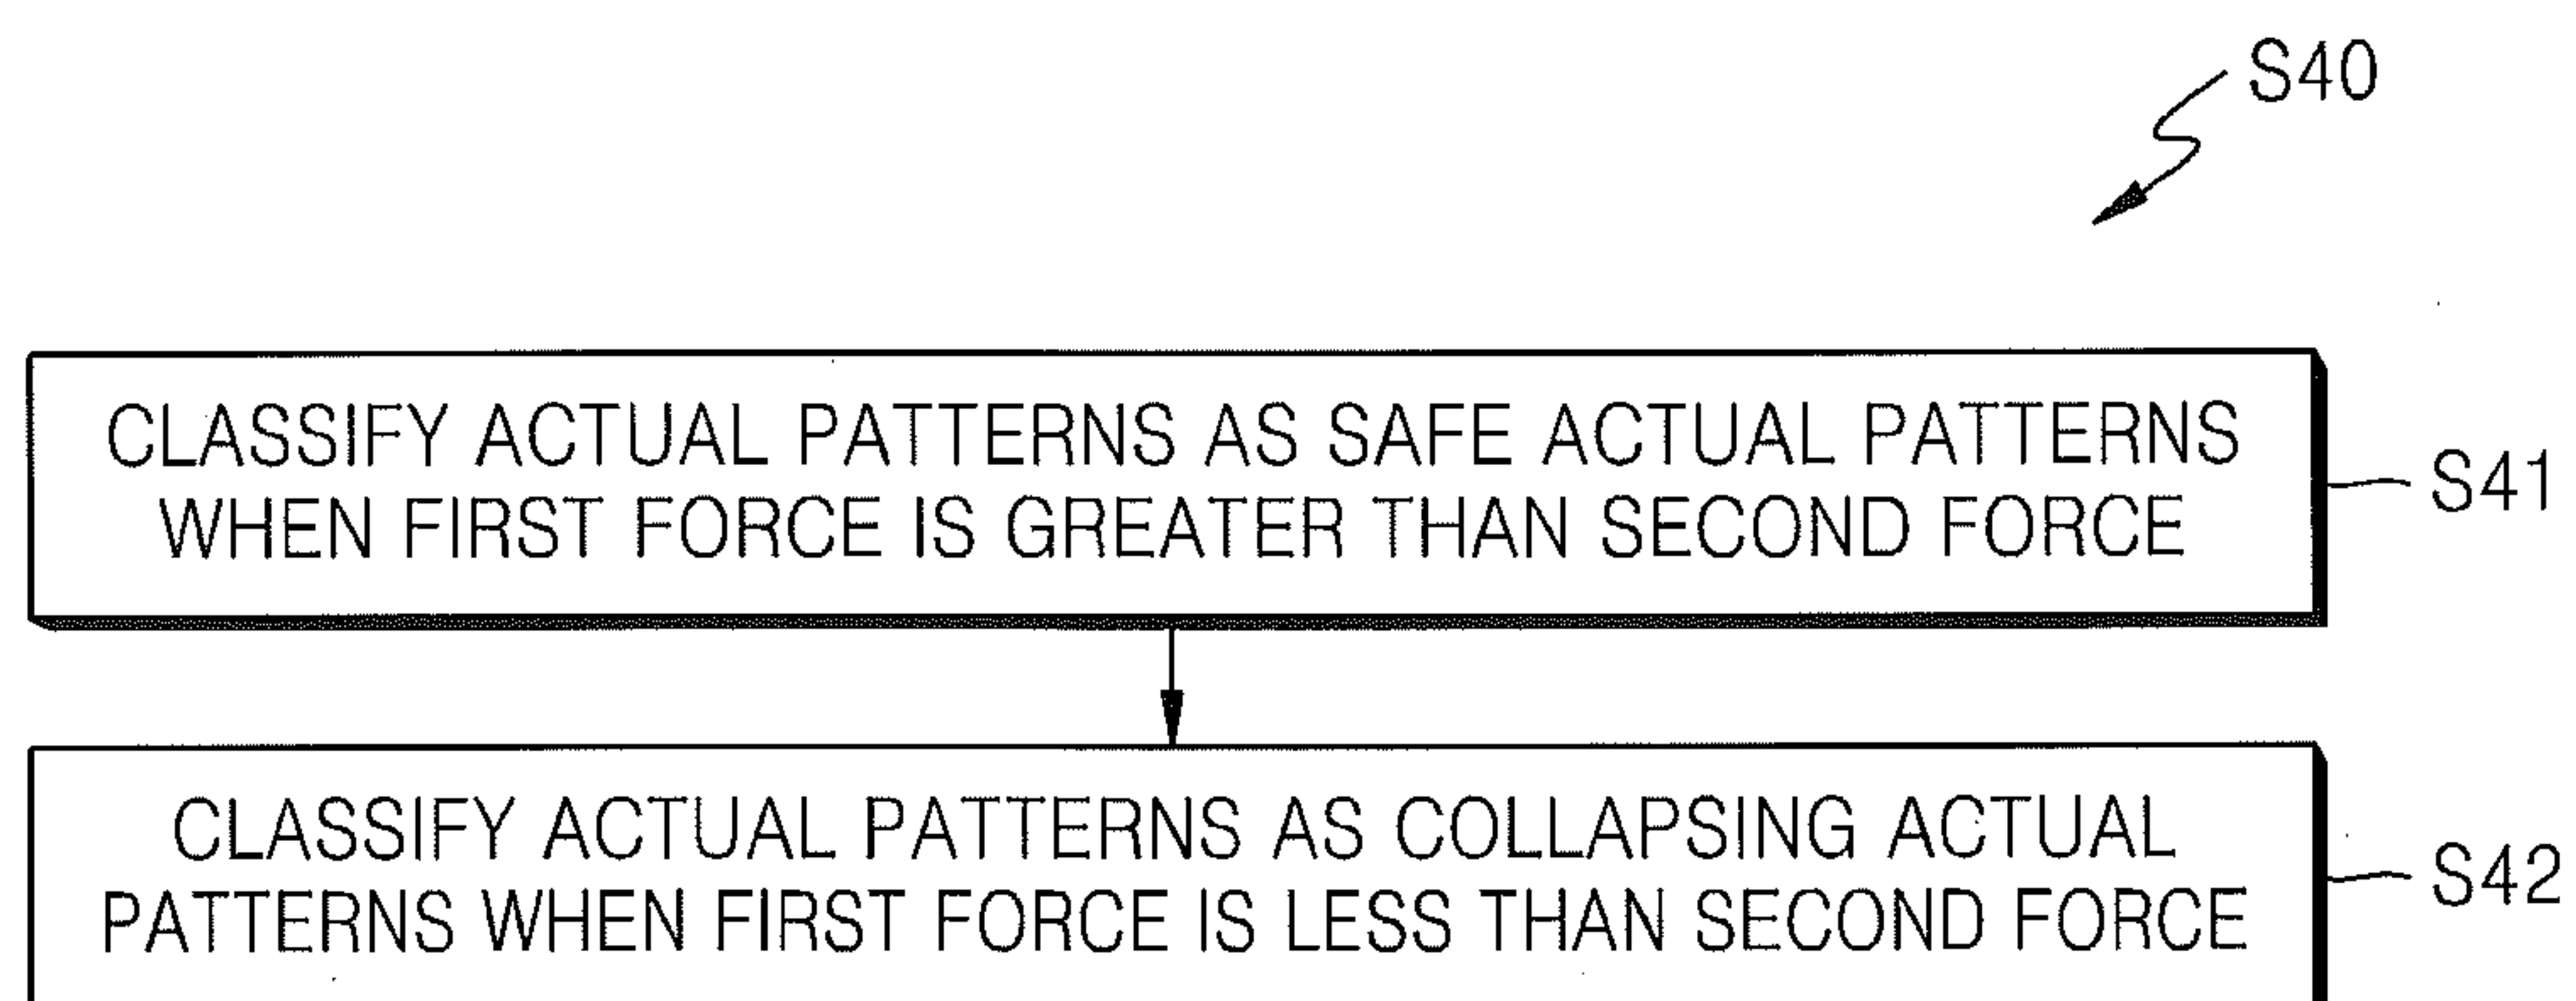 S40
CLASSIFY ACTUAL PATTERNS AS SAFE ACTUAL PATTERNS
WHEN FIRST FORCE IS GREATER THAN SECOND FORCE
S41
CLASSIFY ACTUAL PATTERNS AS COLLAPSING ACTUAL
PATTERNS WHEN FIRST FORCE IS LESS THAN SECOND FORCE
S42